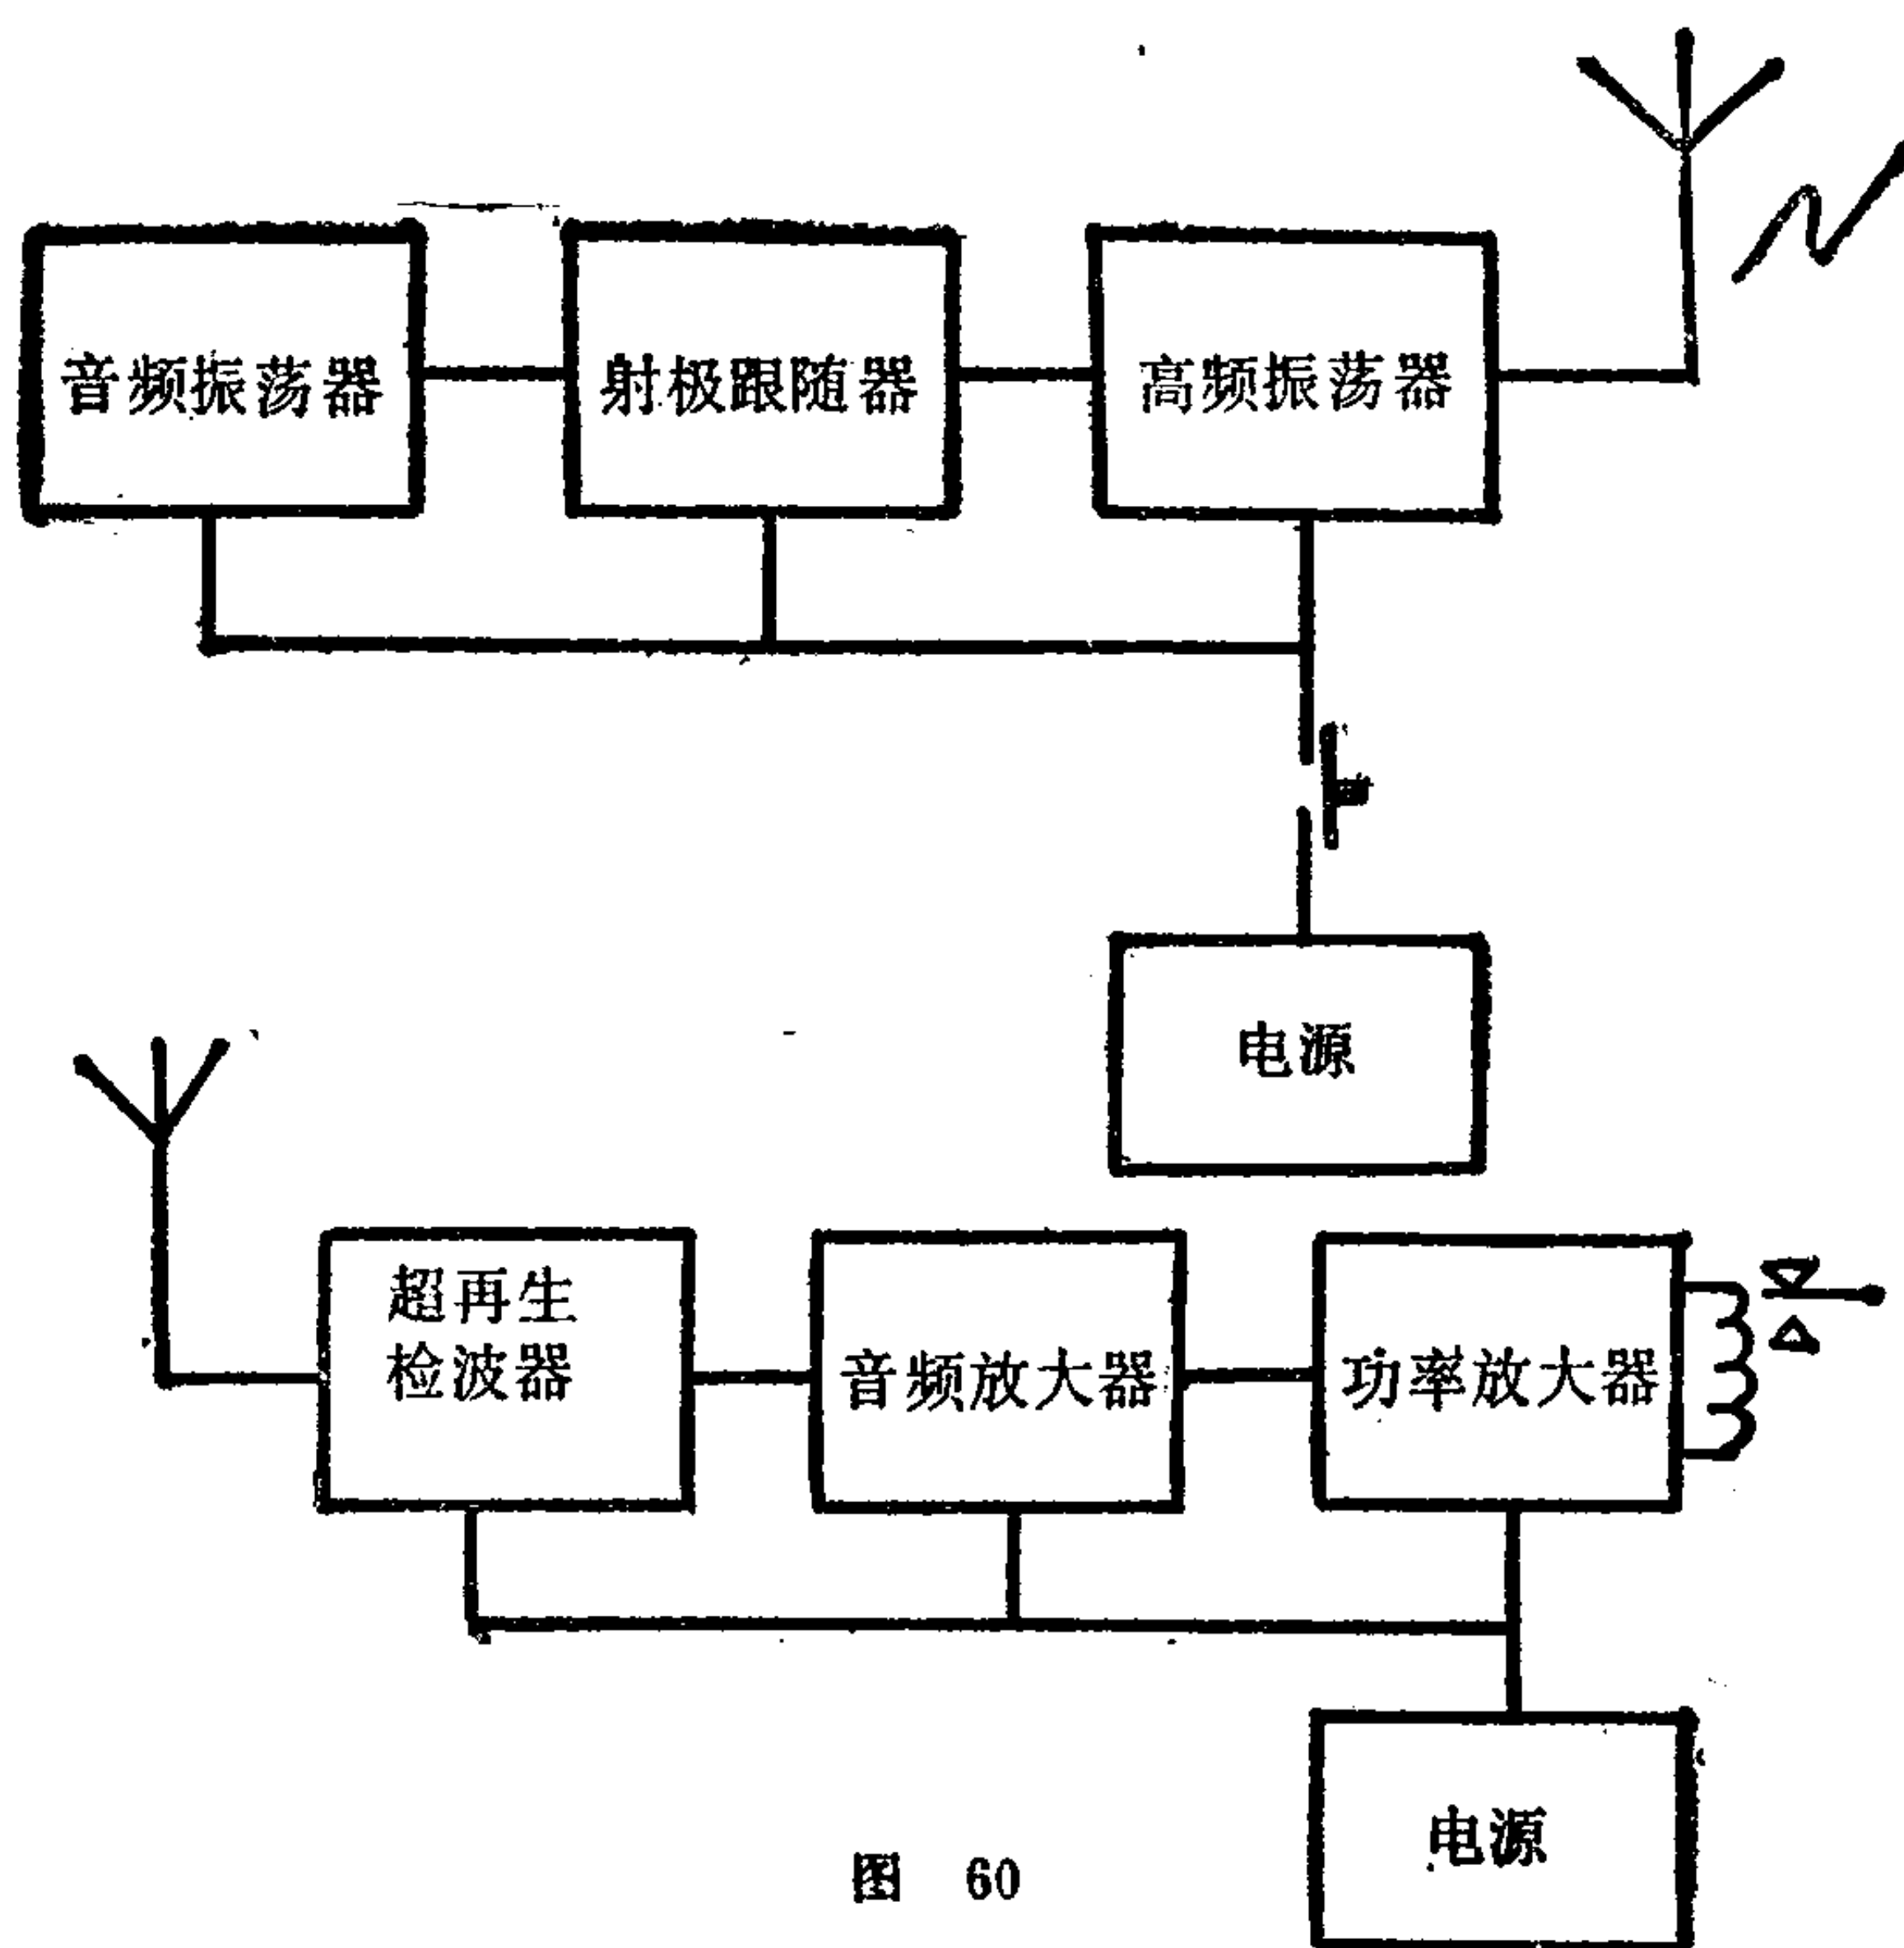 音频振荡器
射极跟随器
高频振荡器
电源
超再生
检波器
音频放大器
功率放大器
电源
图 60